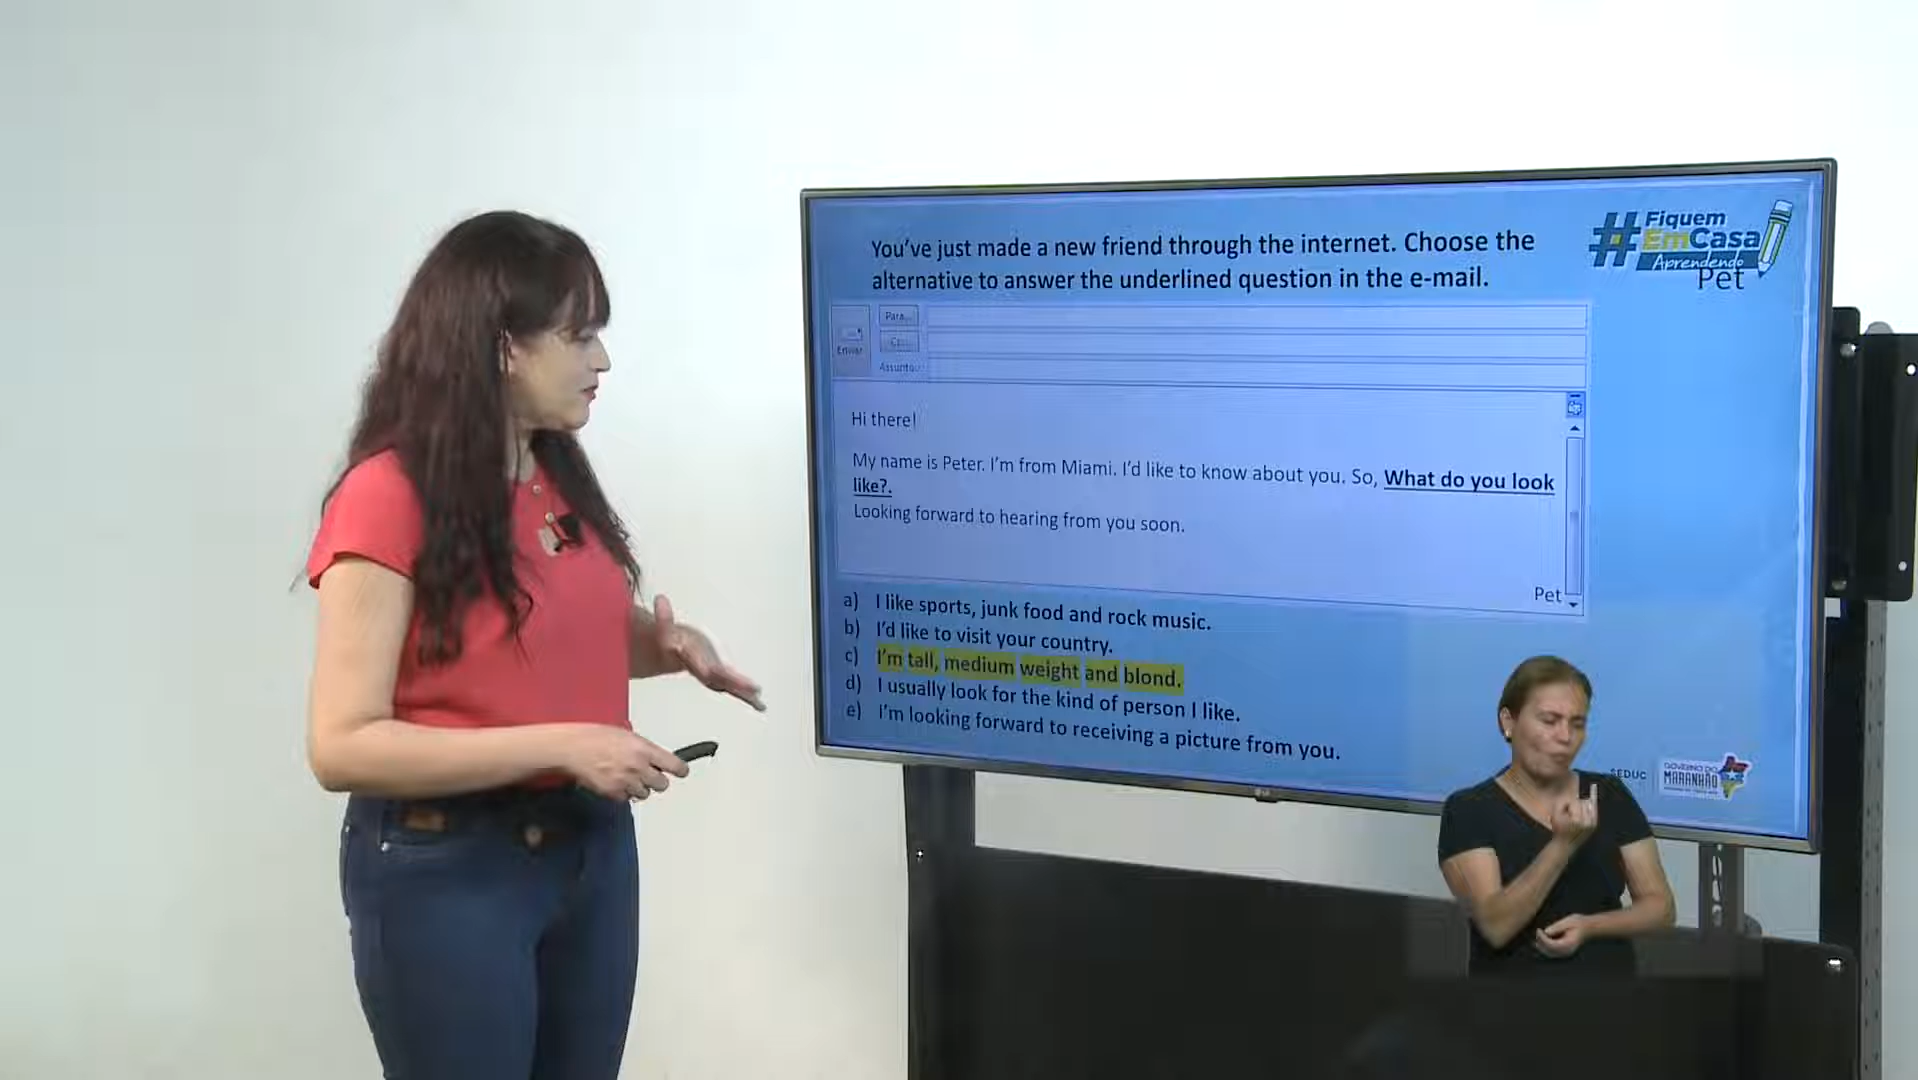 You've just made a new friend through the internet. Choose the
alternative to answer the underlined question in the e-mail.
#Fiquem
EmCasa
Aprendendo
Pet
Enviar
Para...
Cc...
Assunto:
Hi there!
My name is Peter. I'm from Miami. I'd like to know about you. So, What do you look
like?.
Looking forward to hearing from you soon.
Pet
a) I like sports, junk food and rock music.
b) I'd like to visit your country.
c) I'm tall, medium weight and blond.
d) I usually look for the kind of person I like.
e) I'm looking forward to receiving a picture from you.
SEDUC
GOVERNO DO
MARANHÃO
LG